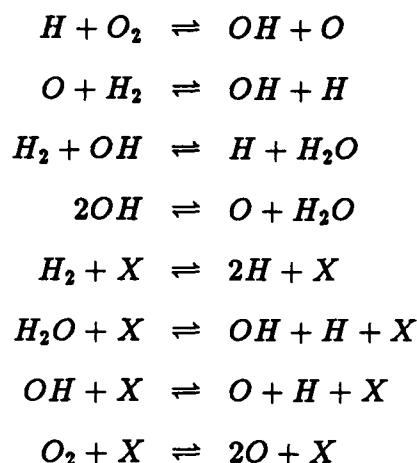 H + O₂ ⇌ OH + O
O + H₂ ⇌ OH + H
H₂ + OH ⇌ H + H₂O
2OH ⇌ O + H₂O
H₂ + X ⇌ 2H + X
H₂O + X ⇌ OH + H + X
OH + X ⇌ O + H + X
O₂ + X ⇌ 2O + X